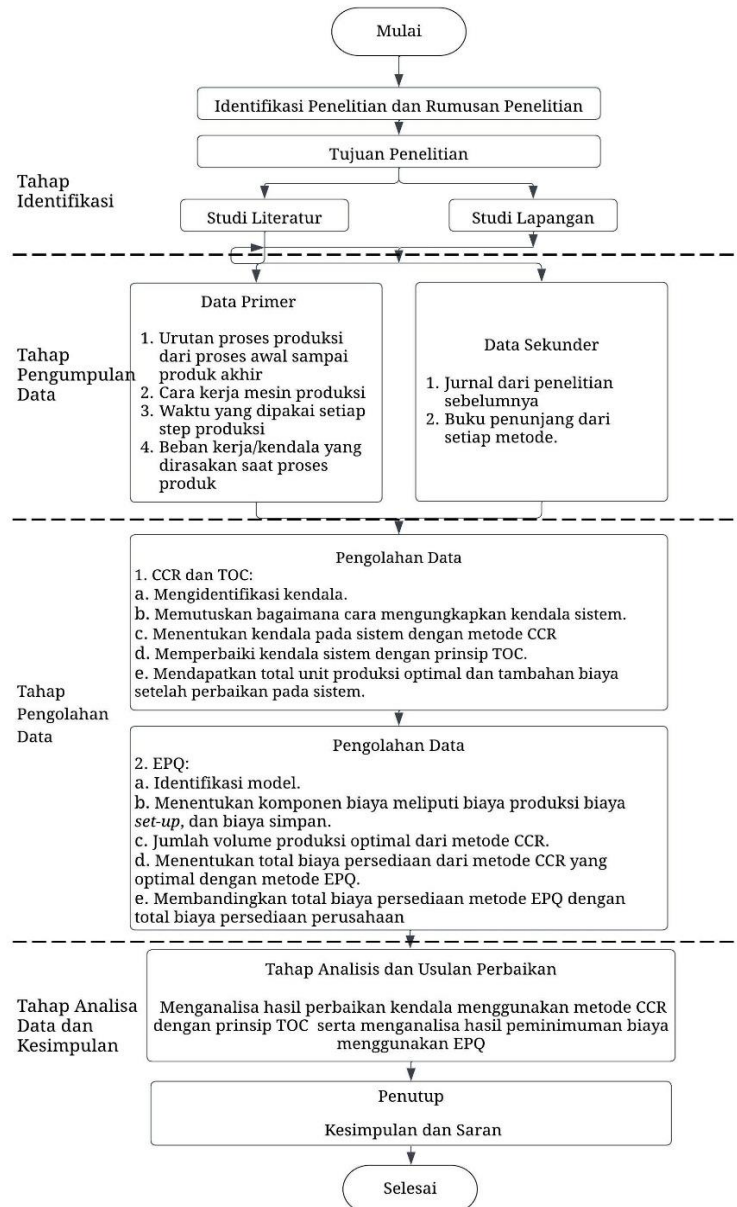 Mulai
Identifikasi Penelitian dan Rumusan Penelitian
Tujuan Penelitian
Tahap
Identifikasi
Studi Literatur
Studi Lapangan
Tahap
Pengumpulan
Data
Data Primer
1. Urutan proses produksi
dari proses awal sampai
produk akhir
2. Cara kerja mesin produksi
3. Waktu yang dipakai setiap
step produksi
4. Beban kerja/kendala yang
dirasakan saat proses
produk
Data Sekunder
1. Jurnal dari penelitian
sebelumnya
2. Buku penunjang dari
setiap metode.
Tahap
Pengolahan
Data
Pengolahan Data
1. CCR dan TOC:
a. Mengidentifikasi kendala.
b. Memutuskan bagaimana cara mengungkapkan kendala sistem.
c. Menentukan kendala pada sistem dengan metode CCR
d. Memperbaiki kendala sistem dengan prinsip TOC.
e. Mendapatkan total unit produksi optimal dan tambahan biaya
setelah perbaikan pada sistem.
Pengolahan Data
2. EPQ:
a. Identifikasi model.
b. Menentukan komponen biaya meliputi biaya produksi biaya
set-up, dan biaya simpan.
c. Jumlah volume produksi optimal dari metode CCR.
d. Menentukan total biaya persediaan dari metode CCR yang
optimal dengan metode EPQ.
e. Membandingkan total biaya persediaan metode EPQ dengan
total biaya persediaan perusahaan
Tahap Analisa
Data dan
Kesimpulan
Tahap Analisis dan Usulan Perbaikan
Menganalisa hasil perbaikan kendala menggunakan metode CCR
dengan prinsip TOC serta menganalisa hasil peminimuman biaya
menggunakan EPQ
Penutup
Kesimpulan dan Saran
Selesai